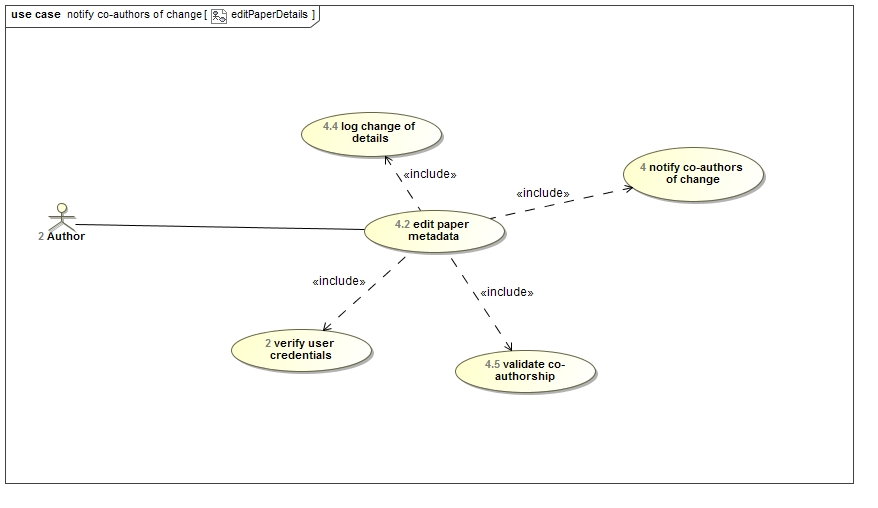 use case notify co-authors of change [ editPaperDetails ]
4.4 log change of
details
«include»
4 notify co-authors
of change
«include»
4.2 edit paper
metadata
2 Author
«include»
«include»
2 verify user
credentials
4.5 validate co-
authorship